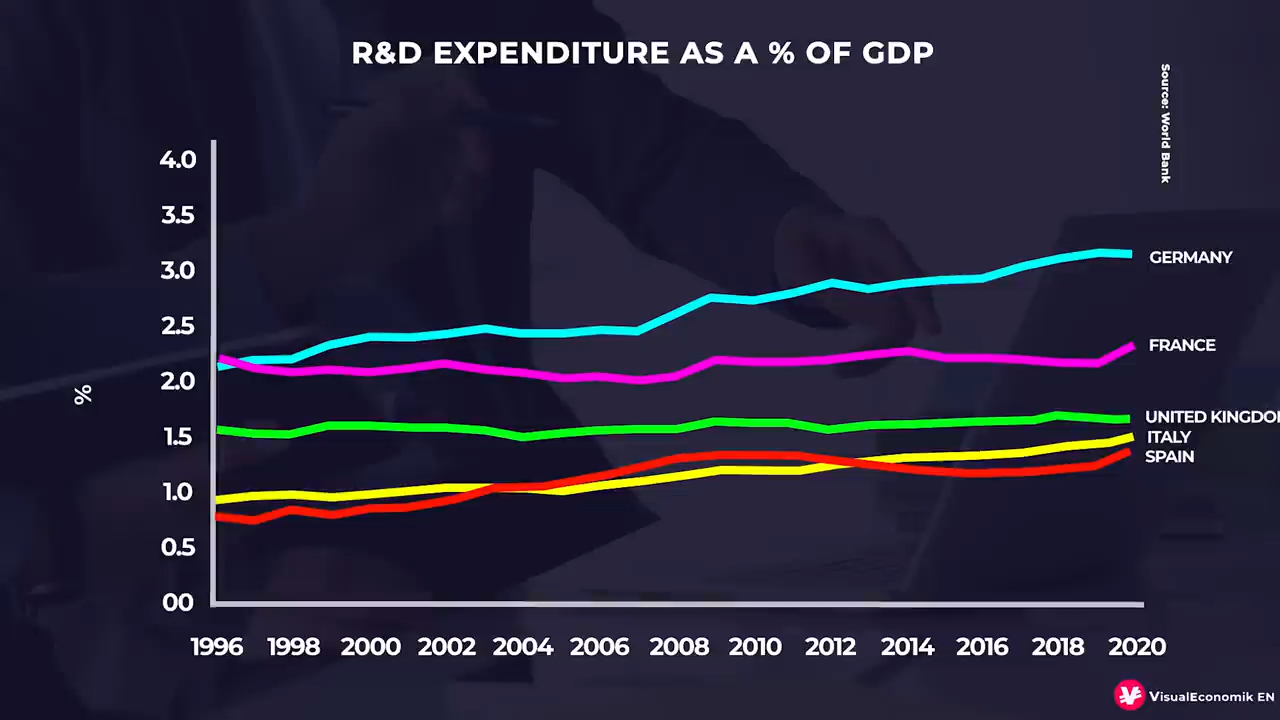 R&D EXPENDITURE AS A % OF GDP
Source: World Bank
4.0
3.5
3.0
2.5
2.0
1.5
1.0
0.5
00
%
GERMANY
FRANCE
UNITED KINGDO
ITALY
SPAIN
1996 1998 2000 2002 2004 2006 2008 2010 2012 2014 2016 2018 2020
VisualEconomik EN